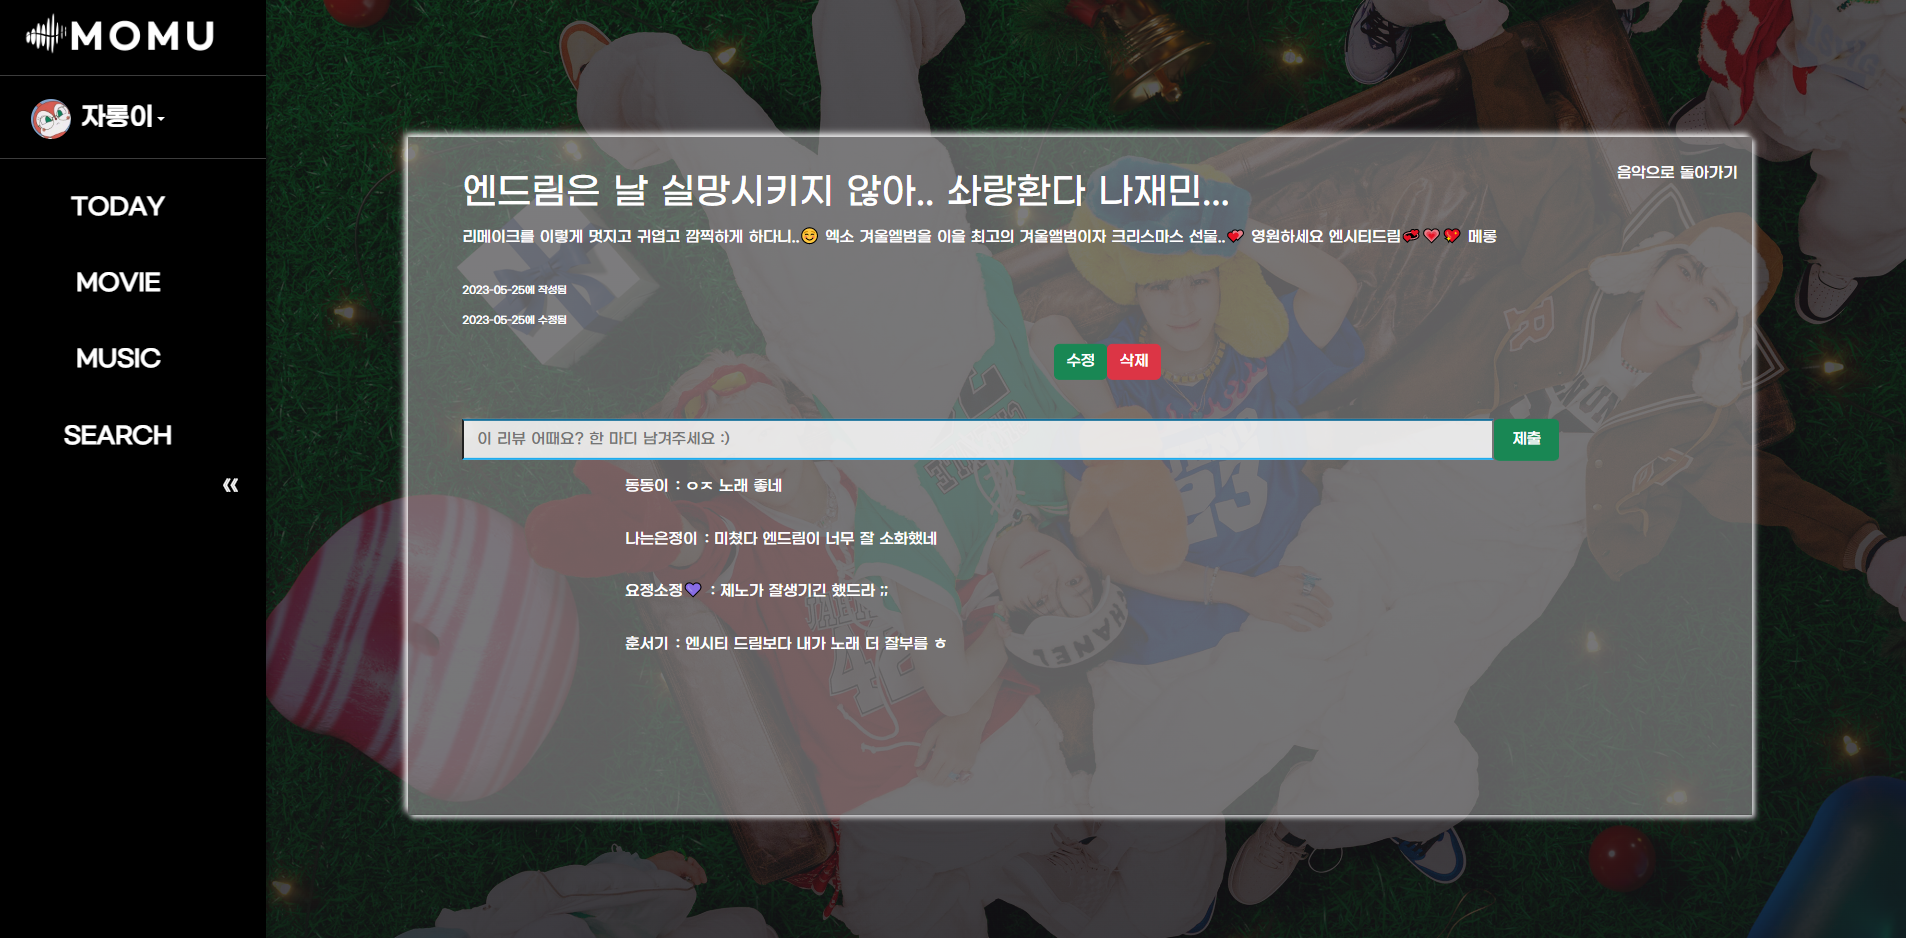 MOMU
자몽이
TODAY
MOVIE
MUSIC
SEARCH
«
음악으로 돌아가기
엔드림은 날 실망시키지 않아.. 솨랑환다 나재민...
리메이크를 이렇게 멋지고 귀엽고 깜찍하게 하다니..😊 엑소 겨울엘범을 이을 최고의 겨울앨범이자 크리스마스 선물..💕 영원하세요 엔시티드림💋💗💖 메롱
2023-05-25에 작성됨
2023-05-25에 수정됨
수정 삭제
이 리뷰 어때요? 한 마디 남겨주세요 :)
제출
동동이 : ㅇㅈ 노래 좋네
나는은정이 : 미쳤다 엔드림이 너무 잘 소화했네
요정소정💜 : 제노가 잘생기긴 했드라 ;;
훈서기 : 엔시티 드림보다 내가 노래 더 잘부름 ㅎ
CHANEL